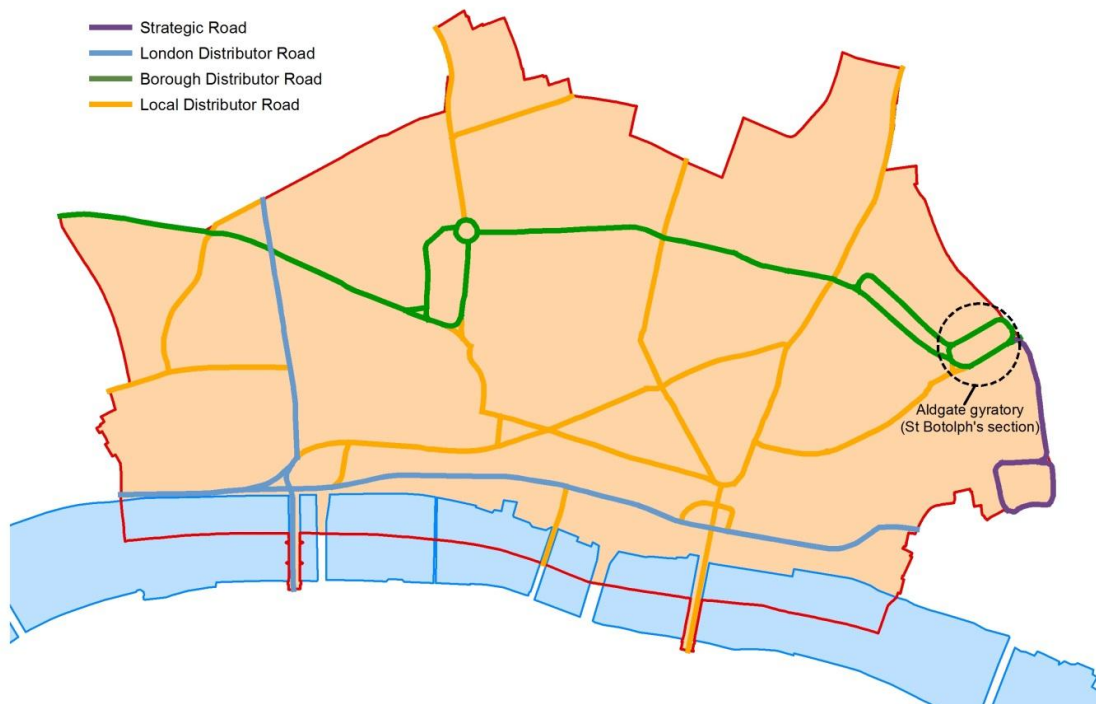 Strategic Road
London Distributor Road
Borough Distributor Road
Local Distributor Road
Aldgate gyratory
(St Botolph's section)